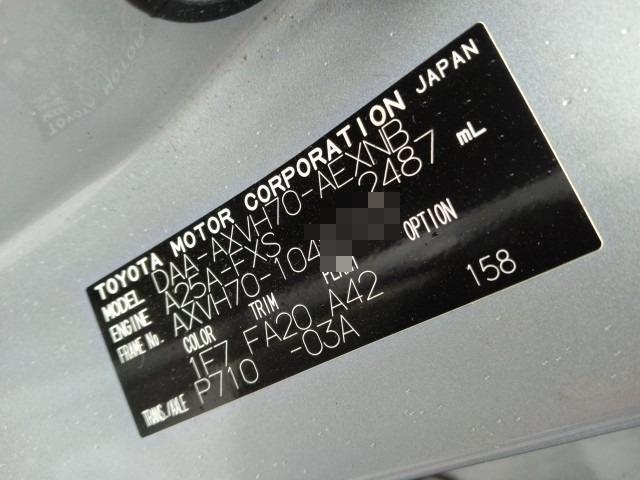 TOYOTA MOTOR CORPORATION JAPAN
MODEL DAA-AXVH70-AEXNB
ENGINE A25A-FXS 2487 mL
FRAME No. AXVH70-104
COLOR TRIM PLANT OPTION
1F7 FA20 A42 158
TRANS./AXLE P710 -03A